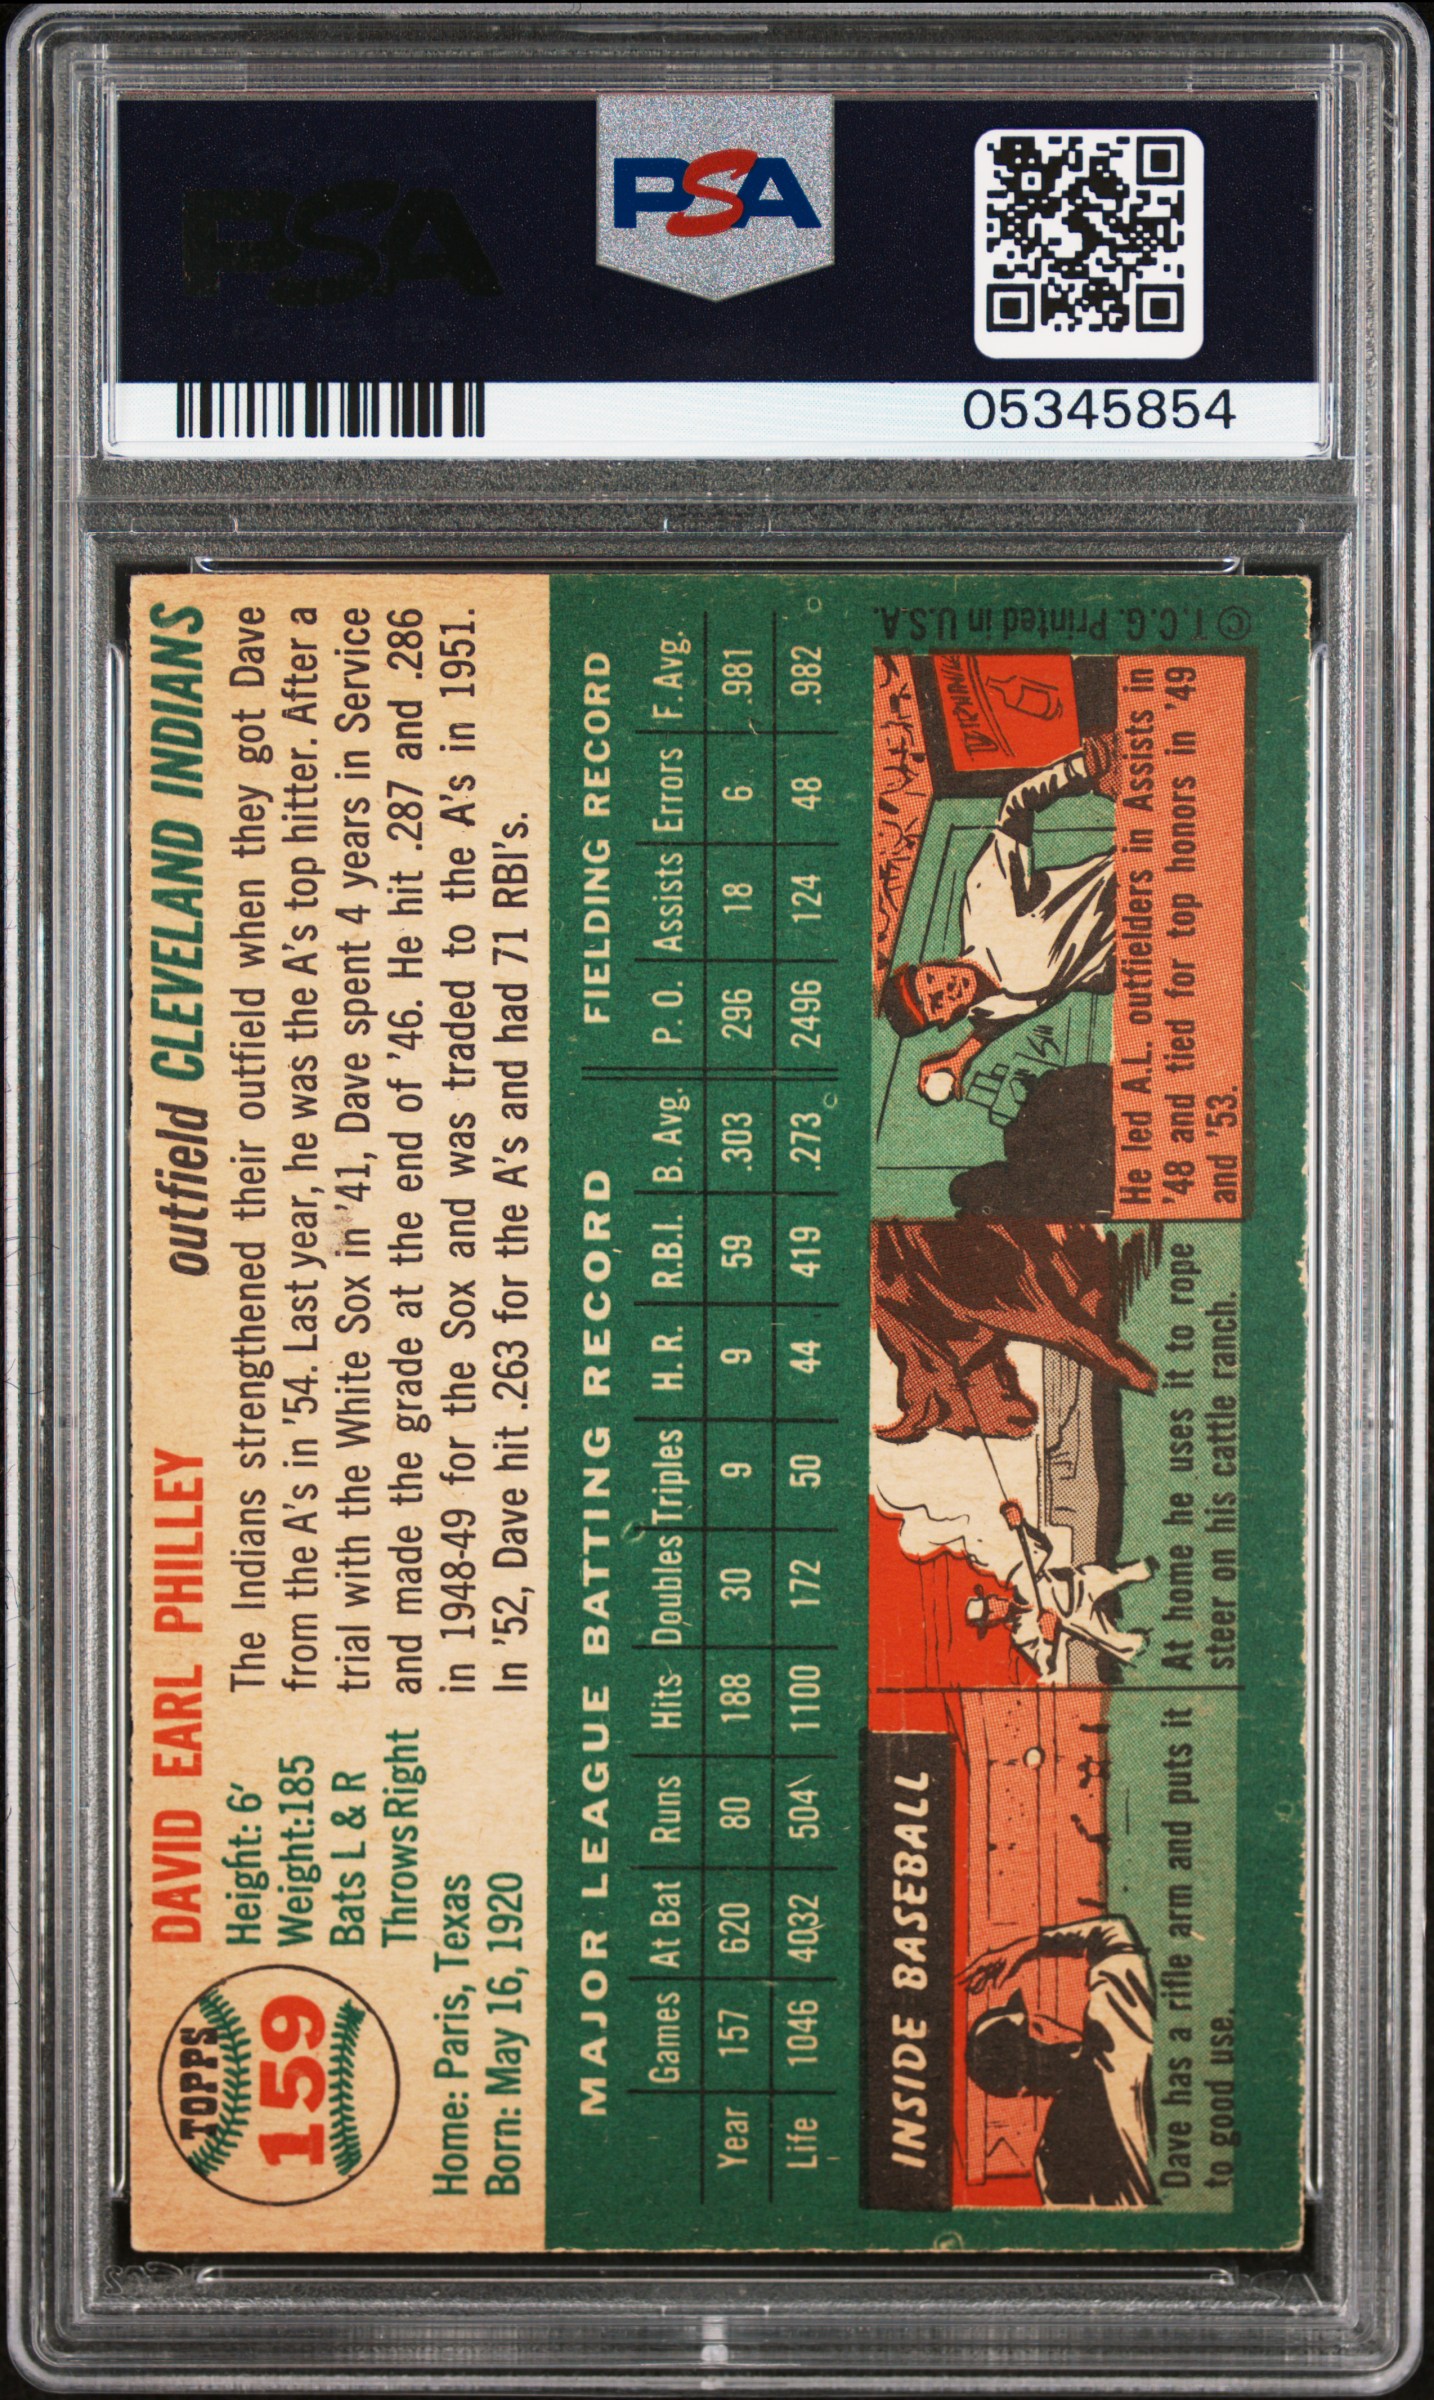 PSA
PSA
05345854
TOPPS
159
DAVID EARL PHILLEY
outfield CLEVELAND INDIANS
Height: 6'
Weight:185
Bats L & R
Throws Right
Home: Paris, Texas
Born: May 16, 1920
The Indians strengthened their outfield when they got Dave
from the A's in '54. Last year, he was the A's top hitter. After a
trial with the White Sox in '41, Dave spent 4 years in Service
and made the grade at the end of '46. He hit .287 and .286
in 1948-49 for the Sox and was traded to the A's in 1951.
In '52, Dave hit .263 for the A's and had 71 RBI's.
MAJOR LEAGUE BATTING RECORD FIELDING RECORD
Games At Bat Runs Hits Doubles Triples H.R. R.B.I. B. Avg. P. O. Assists Errors F. Avg.
Year 157 620 80 188 30 9 9 59 .303 296 18 6 .981
Life 1046 4032 504 1100 172 50 44 419 .273 2496 124 48 .982
INSIDE BASEBALL
Dave has a rifle arm and puts it
to good use.
At home he uses it to rope
steer on his cattle ranch.
He led A.L. outfielders in Assists in
'48 and tied for top honors in '49
and '53.
© T.C.G. Printed in U.S.A.